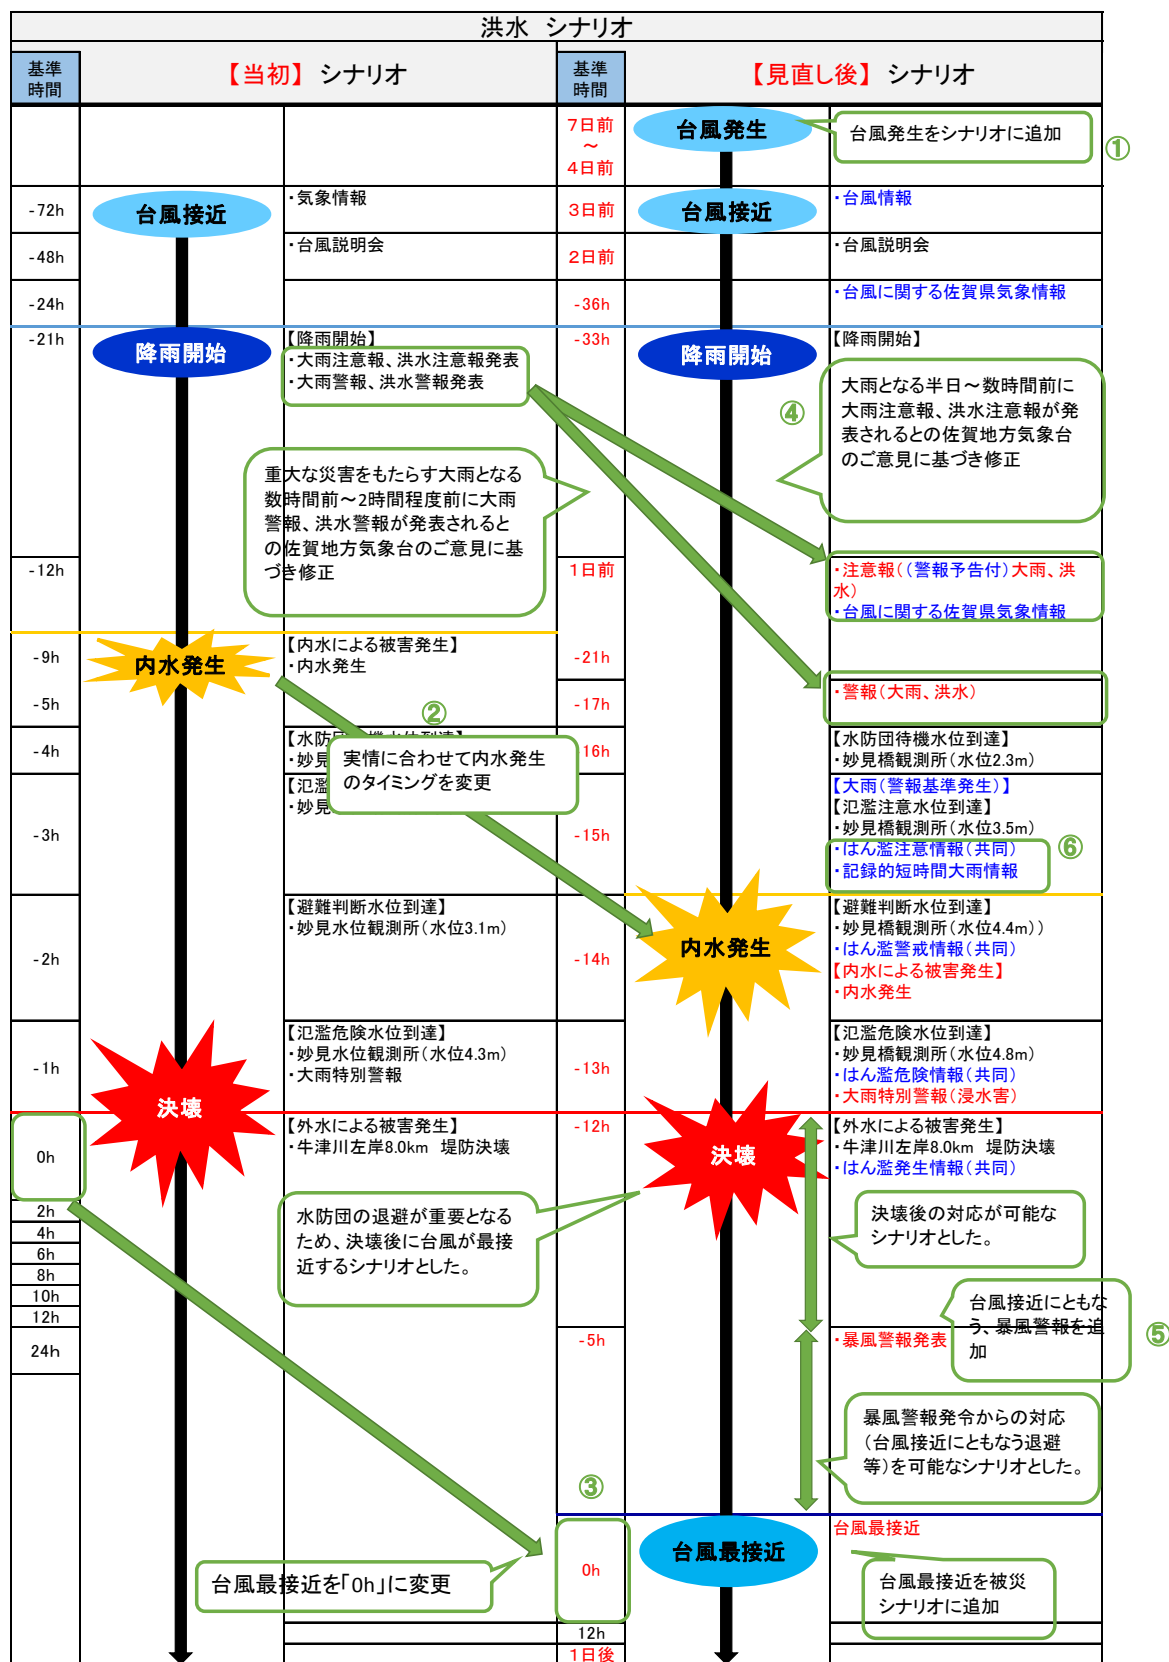 洪水 シナリオ
基準
時間
【当初】 シナリオ
基準
時間
【見直し後】 シナリオ
7日前
～
4日前
台風発生
台風発生をシナリオに追加
①
-72h
台風接近
・気象情報
3日前
台風接近
・台風情報
-48h
・台風説明会
2日前
・台風説明会
-24h
-36h
・台風に関する佐賀県気象情報
-21h
降雨開始
【降雨開始】
・大雨注意報、洪水注意報発表
・大雨警報、洪水警報発表
-33h
降雨開始
【降雨開始】
④
大雨となる半日～数時間前に
大雨注意報、洪水注意報が発
表されるとの佐賀地方気象台
のご意見に基づき修正
重大な災害をもたらす大雨となる
数時間前～2時間程度前に大雨
警報、洪水警報が発表されると
の佐賀地方気象台のご意見に基
づき修正
-12h
1日前
・注意報((警報予告付)大雨、洪
水)
・台風に関する佐賀県気象情報
-9h
内水発生
【内水による被害発生】
・内水発生
-21h
-5h
②
-17h
・警報(大雨、洪水)
-4h
【水防団
・妙見
実情に合わせて内水発生
のタイミングを変更
16h
【水防団待機水位到達】
・妙見橋観測所(水位2.3m)
-3h
【氾濫
・妙見
-15h
【大雨(警報基準発生)】
【氾濫注意水位到達】
・妙見橋観測所(水位3.5m)
・はん濫注意情報(共同)
・記録的短時間大雨情報
⑥
-2h
【避難判断水位到達】
・妙見水位観測所(水位3.1m)
-14h
内水発生
【避難判断水位到達】
・妙見橋観測所(水位4.4m))
・はん濫警戒情報(共同)
【内水による被害発生】
・内水発生
-1h
決壊
【氾濫危険水位到達】
・妙見水位観測所(水位4.3m)
・大雨特別警報
-13h
【氾濫危険水位到達】
・妙見橋観測所(水位4.8m)
・はん濫危険情報(共同)
・大雨特別警報(浸水害)
0h
【外水による被害発生】
・牛津川左岸8.0km 堤防決壊
-12h
決壊
【外水による被害発生】
・牛津川左岸8.0km 堤防決壊
・はん濫発生情報(共同)
2h
4h
6h
8h
10h
12h
24h
水防団の退避が重要となる
ため、決壊後に台風が最接
近するシナリオとした。
決壊後の対応が可能な
シナリオとした。
台風接近にともな
う、暴風警報を追
加
⑤
-5h
・暴風警報発表
暴風警報発令からの対応
(台風接近にともなう退避
等)を可能なシナリオとした。
③
台風最接近を「0h」に変更
0h
台風最接近
台風最接近
台風最接近を被災
シナリオに追加
12h
1日後